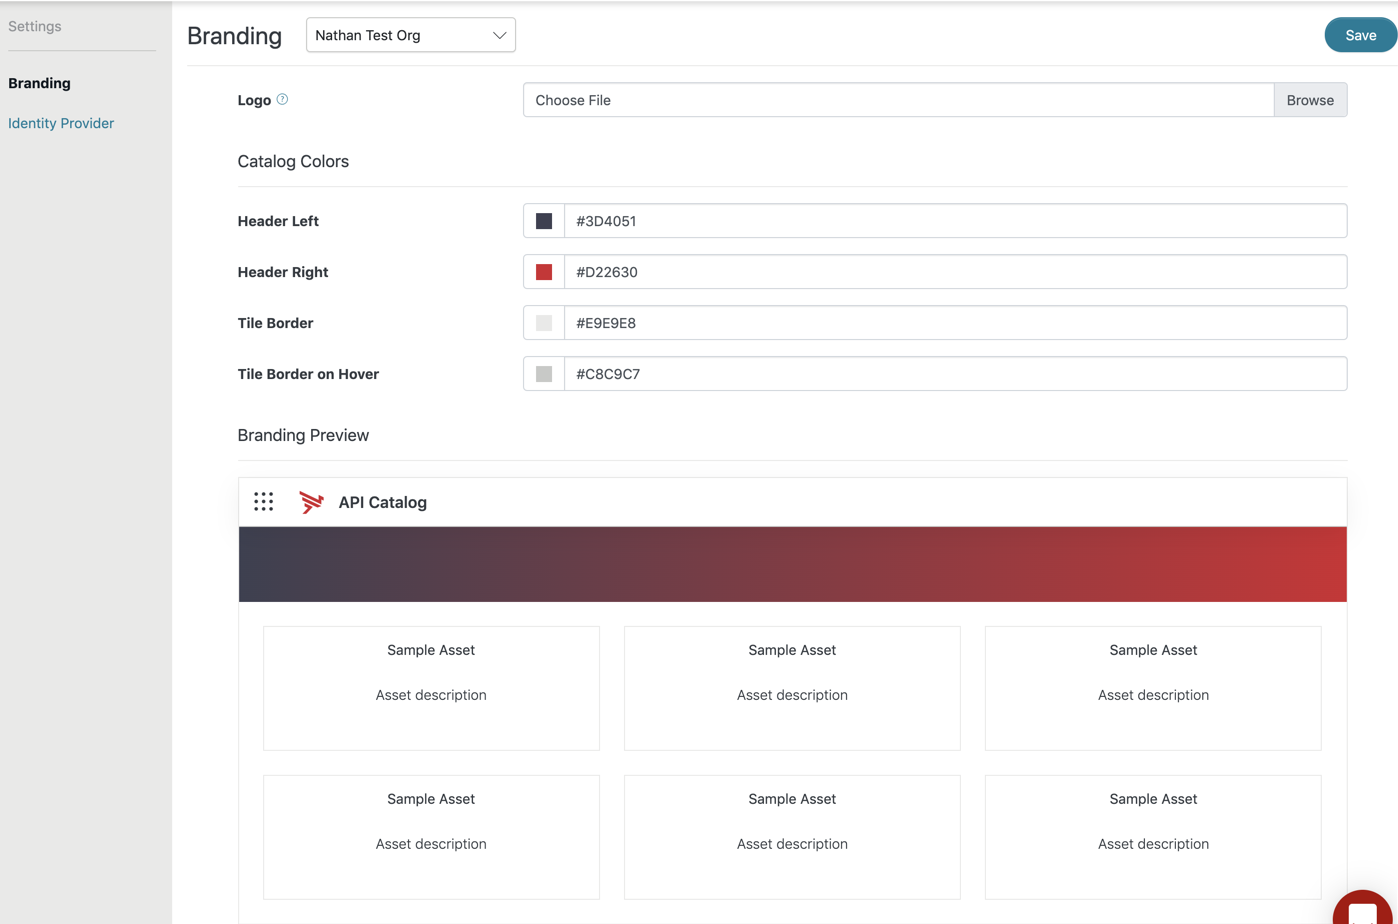 Settings
Branding
Identity Provider
Branding
Nathan Test Org
Save
Logo ?
Choose File
Browse
Catalog Colors
Header Left
#3D4051
Header Right
#D22630
Tile Border
#E9E9E8
Tile Border on Hover
#C8C9C7
Branding Preview
API Catalog
Sample Asset
Asset description
Sample Asset
Asset description
Sample Asset
Asset description
Sample Asset
Asset description
Sample Asset
Asset description
Sample Asset
Asset description